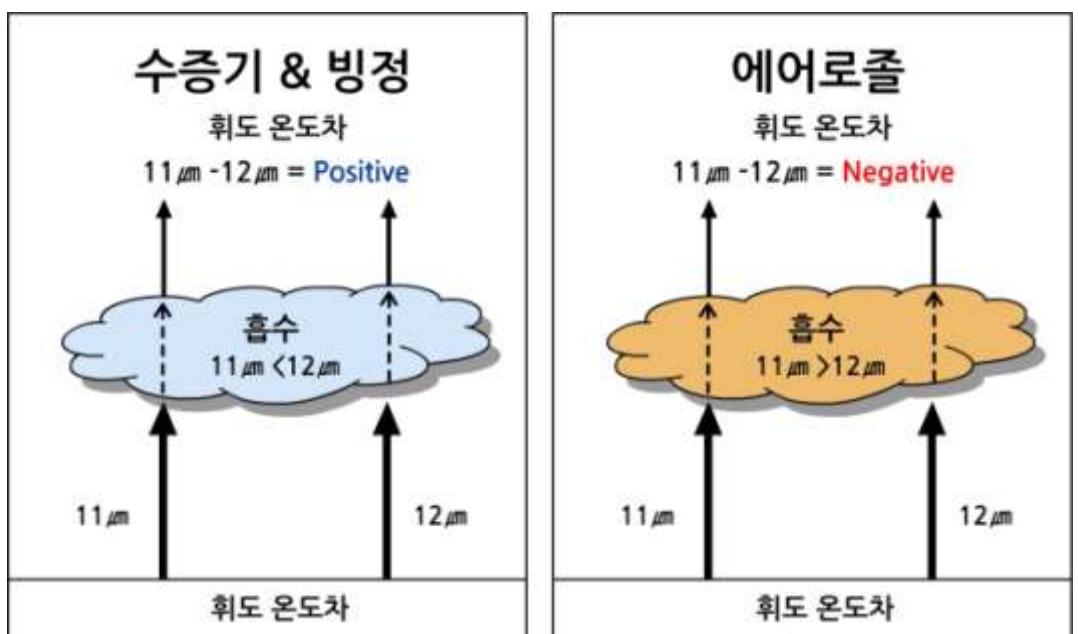 수증기 & 빙정
휘도 온도차
11㎛ -12㎛ = Positive
흡수
11㎛ <12㎛
11㎛
12㎛
휘도 온도차
에어로졸
휘도 온도차
11㎛ -12㎛ = Negative
흡수
11㎛ >12㎛
11㎛
12㎛
휘도 온도차